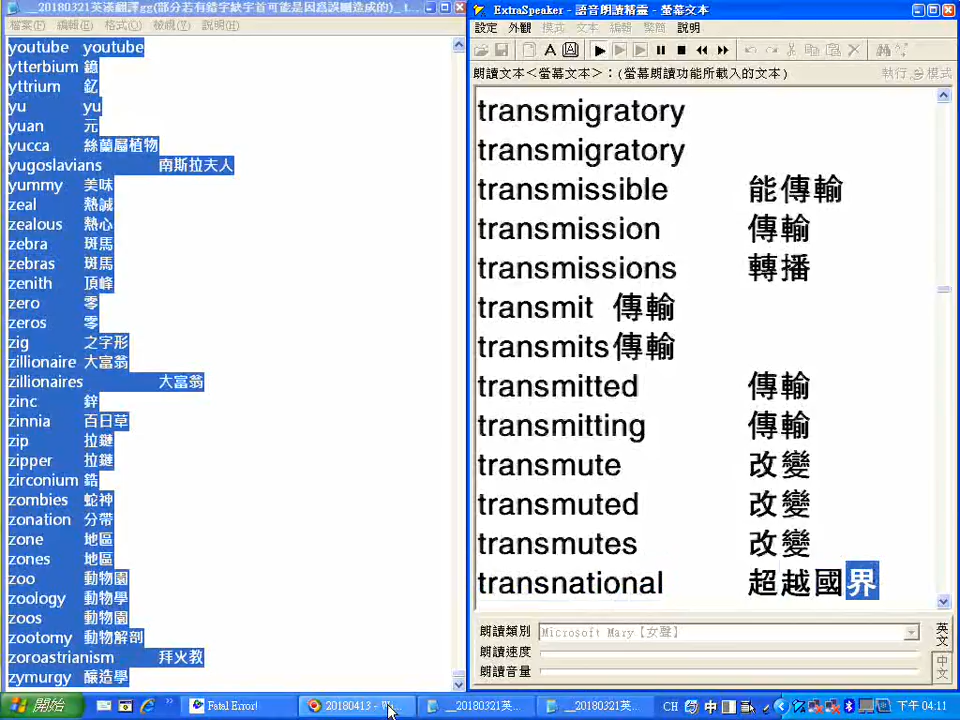 __20180321英漢翻譯gg(部分若有錯字缺字首可能是因為誤刪造成的)_
檔案(F) 編輯(E) 格式(O) 檢視(V) 說明(H)
youtube youtube
ytterbium 鐿
yttrium 釔
yu yu
yuan 元
yucca 絲蘭屬植物
yugoslavians 南斯拉夫人
yummy 美味
zeal 熱誠
zealous 熱心
zebra 斑馬
zebras 斑馬
zenith 頂峰
zero 零
zeros 零
zig 之字形
zillionaire 大富翁
zillionaires 大富翁
zinc 鋅
zinnia 百日草
zip 拉鏈
zipper 拉鏈
zirconium 鋯
zombies 蛇神
zonation 分帶
zone 地區
zones 地區
zoo 動物園
zoology 動物學
zoos 動物園
zootomy 動物解剖
zoroastrianism 拜火教
zymurgy 釀造學
ExtraSpeaker - 語音朗讀精靈 - 螢幕文本
設定 外觀 模式 文本 編輯 繁簡 說明
朗讀文本<螢幕文本>：(螢幕朗讀功能所載入的文本) 執行 模式
transmigratory
transmigratory
transmissible 能傳輸
transmission 傳輸
transmissions 轉播
transmit 傳輸
transmits 傳輸
transmitted 傳輸
transmitting 傳輸
transmute 改變
transmuted 改變
transmutes 改變
transnational 超越國界
朗讀類別 Microsoft Mary【女聲】
朗讀速度
朗讀音量
英文
中文
開始 Fatal Error! 20180413 - __20180321英... __20180321英... CH 中 下午 04:11